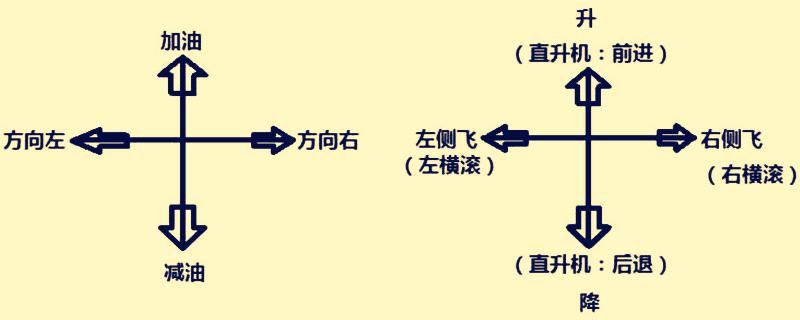 加油
方向左
方向右
减油
升
（直升机：前进）
左侧飞
（左横滚）
右侧飞
（右横滚）
（直升机：后退）
降